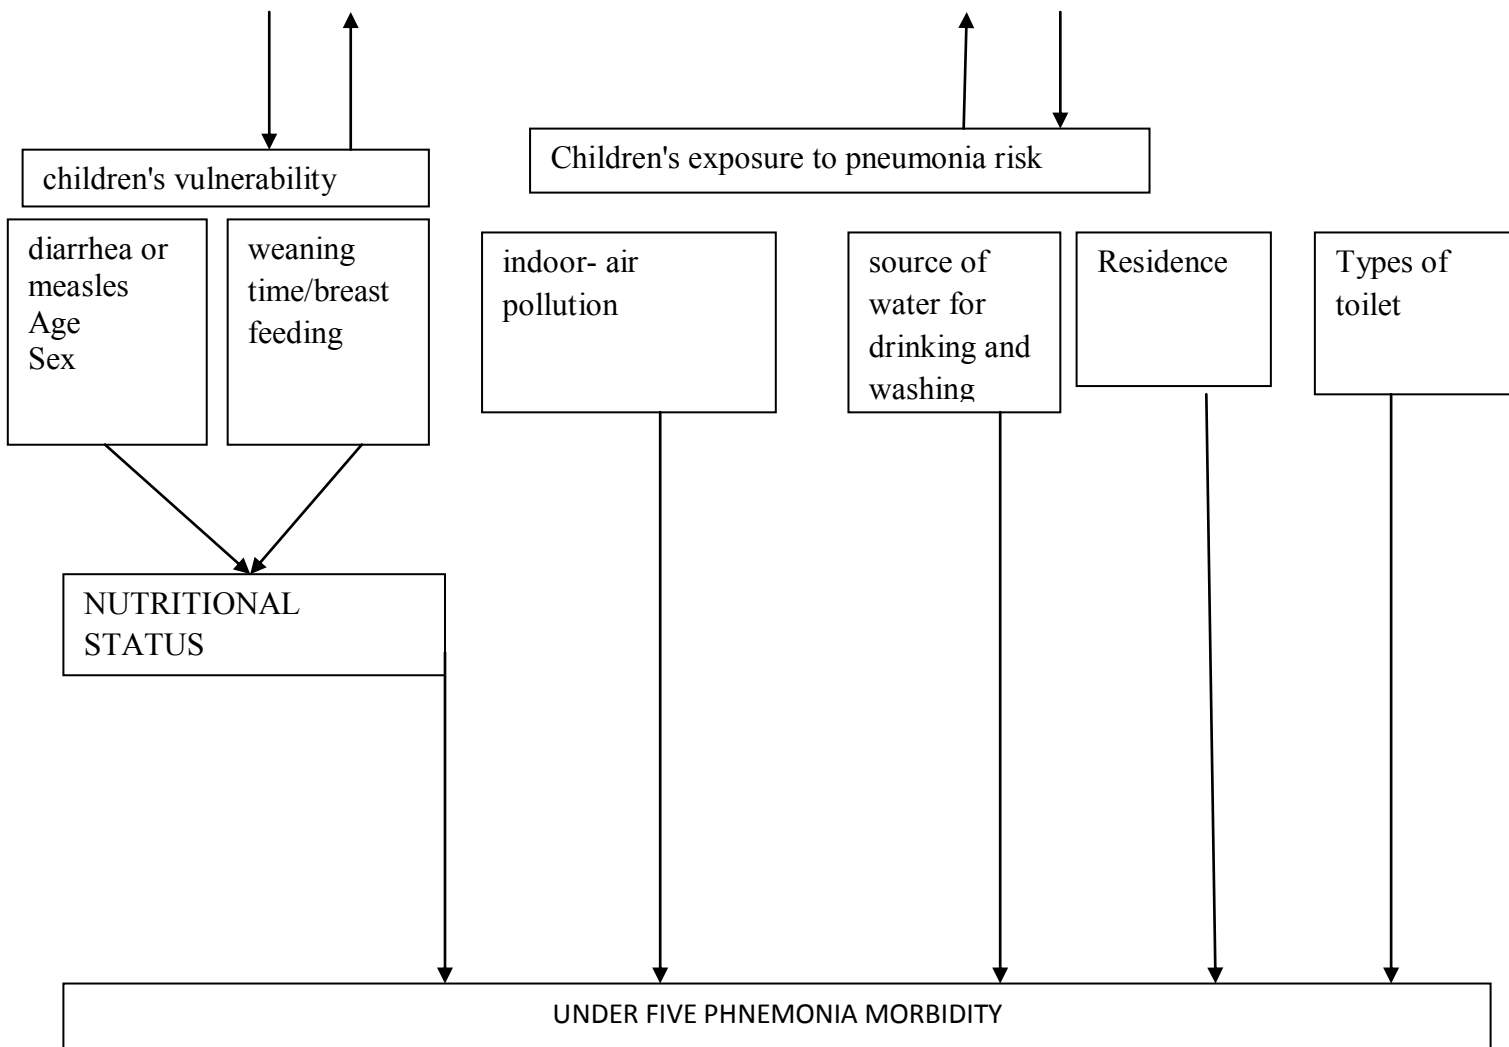 children's vulnerability
Children's exposure to pneumonia risk
diarrhea or
measles
Age
Sex
weaning
time/breast
feeding
indoor- air
pollution
source of
water for
drinking and
washing
Residence
Types of
toilet
NUTRITIONAL
STATUS
UNDER FIVE PHNEMONIA MORBIDITY